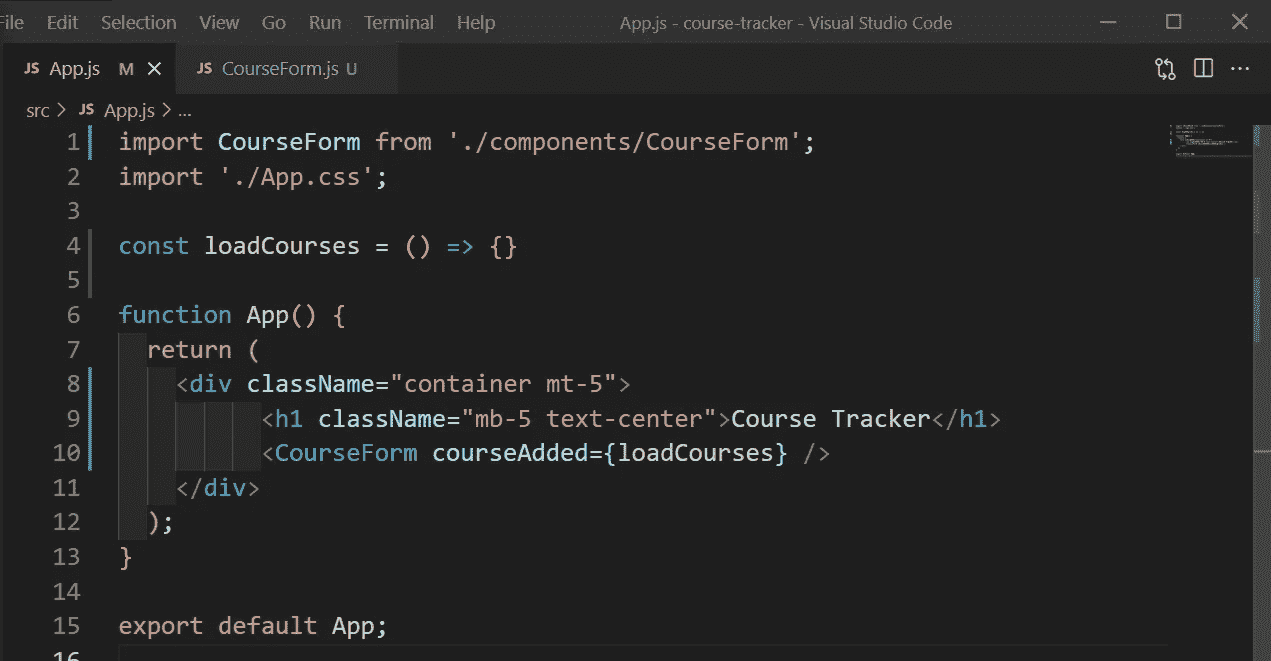 ile Edit Selection View Go Run Terminal Help App.js - course-tracker - Visual Studio Code
JS App.js M JS CourseForm.js U ...
src > JS App.js > ...
1 import CourseForm from './components/CourseForm';
2 import './App.css';
3
4 const loadCourses = () => {}
5
6 function App() {
7 return (
8 <div className="container mt-5">
9 <h1 className="mb-5 text-center">Course Tracker</h1>
10 <CourseForm courseAdded={loadCourses} />
11 </div>
12 );
13 }
14
15 export default App;
16